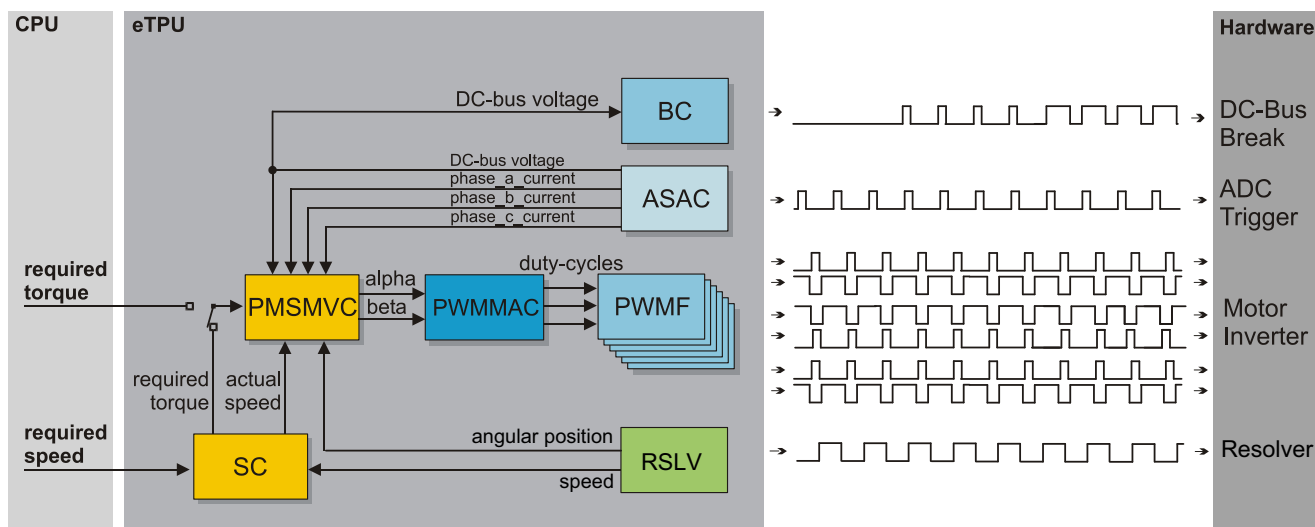 CPU
eTPU
Hardware
DC-bus voltage
BC
DC-Bus
Break
DC-bus voltage
phase_a_current
phase_b_current
phase_c_current
ASAC
ADC
Trigger
required
torque
PMSMVC
alpha
beta
PWMMAC
duty-cycles
PWMF
Motor
Inverter
required
torque
actual
speed
required
speed
SC
angular position
speed
RSLV
Resolver